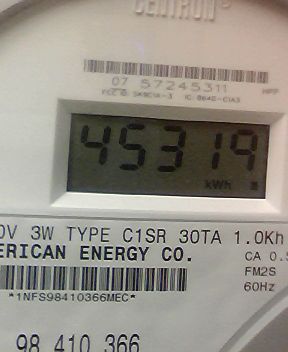 CENTRON®
07 57245311
45319
kWh
0V 3W TYPE C1SR 30TA 1.0Kh
ERICAN ENERGY CO.
CA 0.5
FM2S
60Hz
*1NFS98410366MEC*
98 410 366